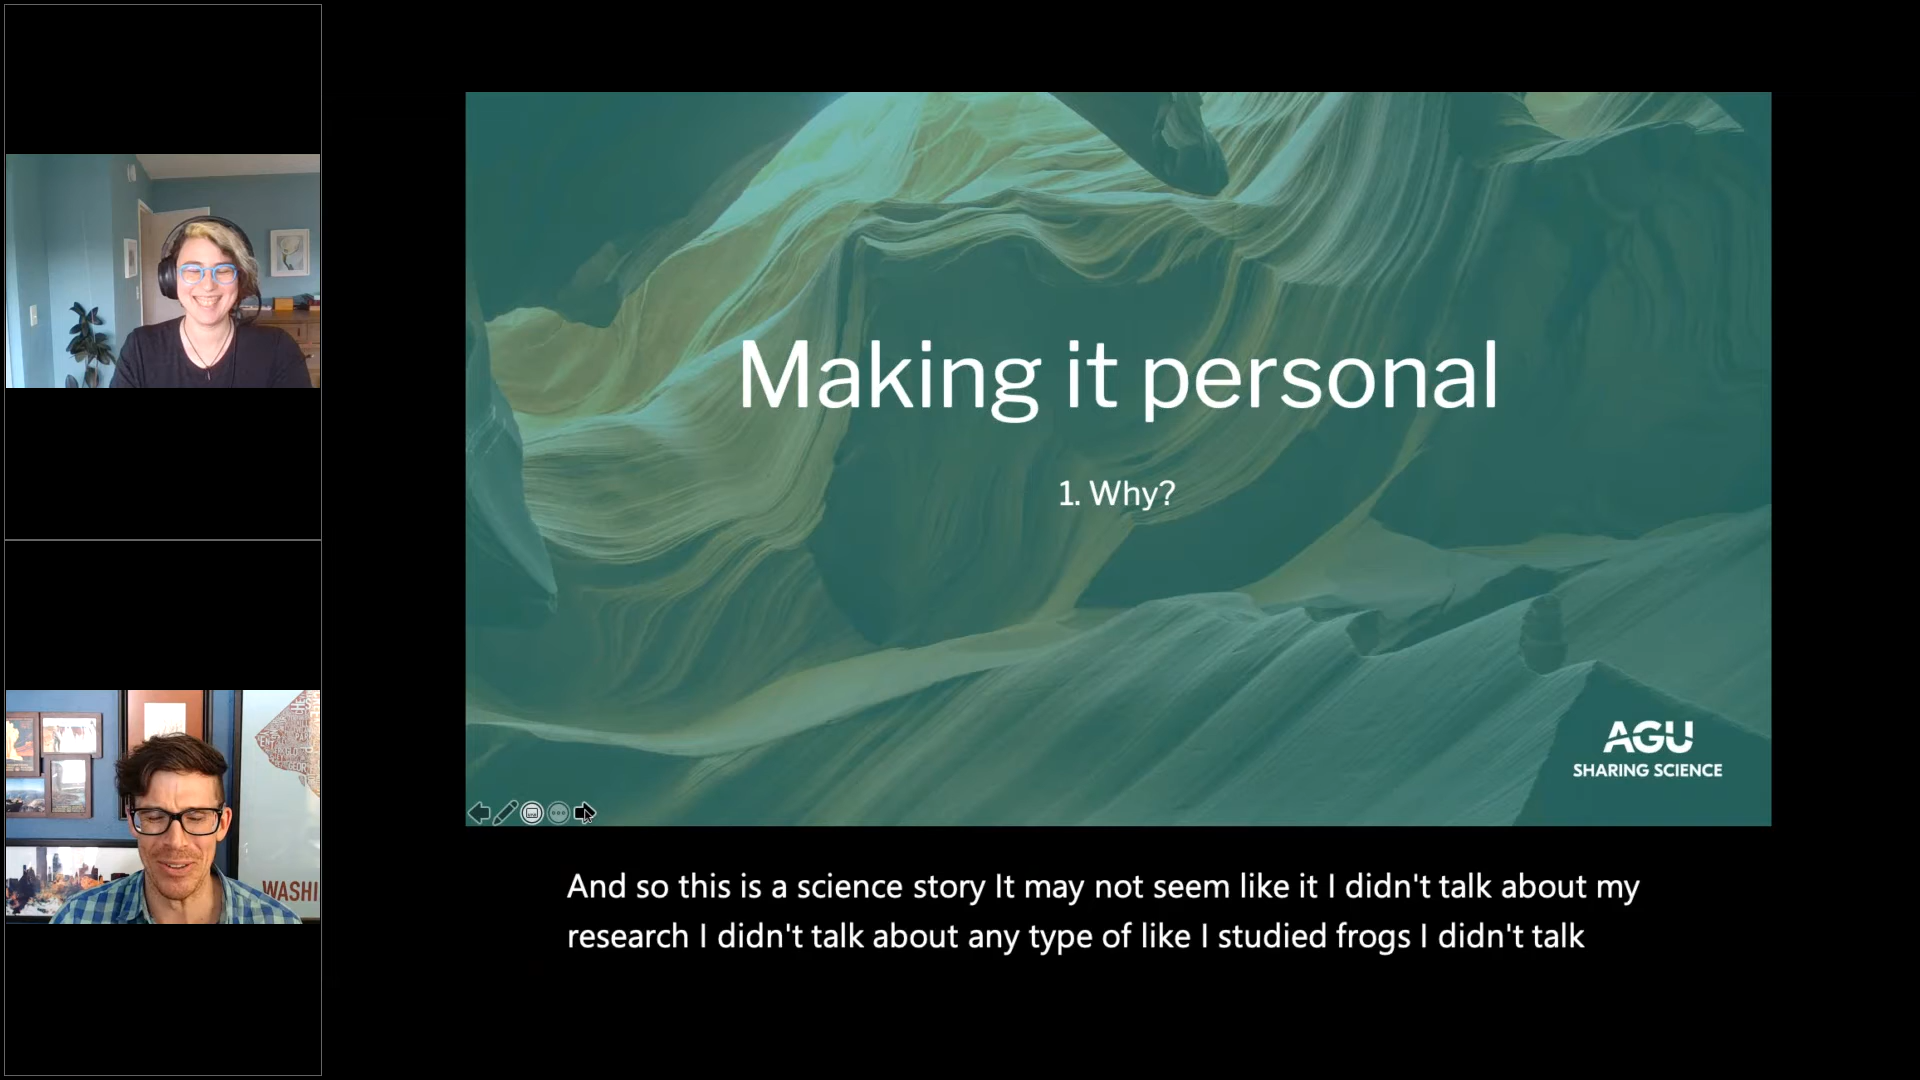 Making it personal
1. Why?
AGU
SHARING SCIENCE
And so this is a science story It may not seem like it I didn't talk about my
research I didn't talk about any type of like I studied frogs I didn't talk
WASHI